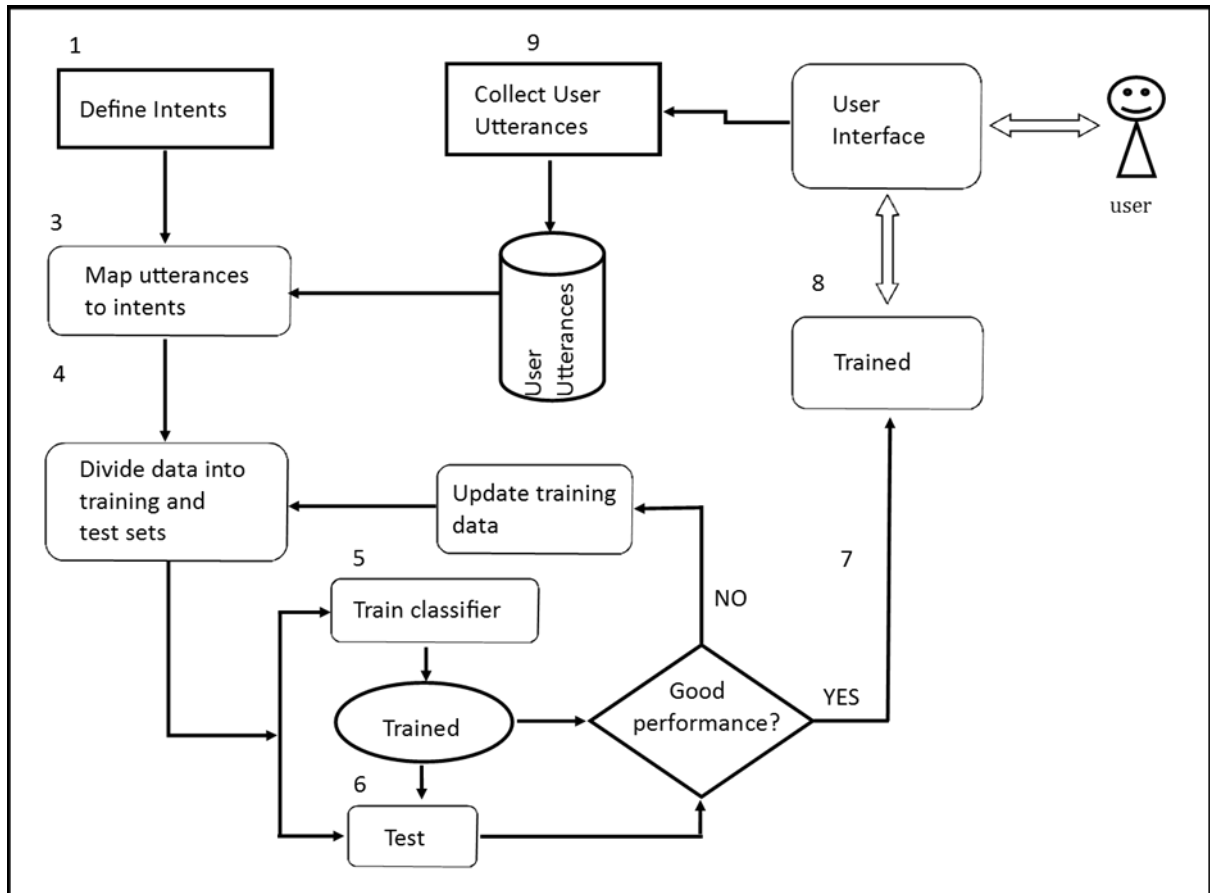 1
Define Intents
9
Collect User
Utterances
User
Interface
user
3
Map utterances
to intents
User
Utterances
8
Trained
4
Divide data into
training and
test sets
Update training
data
5
Train classifier
7
NO
Good
performance?
YES
Trained
6
Test